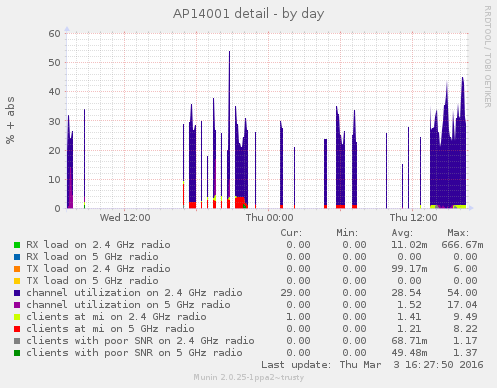 AP14001 detail - by day
RRDTOOL / TOBI OETIKER
% + abs
60
50
40
30
20
10
0
Wed 12:00 Thu 00:00 Thu 12:00
Cur: Min: Avg: Max:
RX load on 2.4 GHz radio 0.00 0.00 11.02m 666.67m
RX load on 5 GHz radio 0.00 0.00 0.00 0.00
TX load on 2.4 GHz radio 0.00 0.00 99.17m 6.00
TX load on 5 GHz radio 0.00 0.00 0.00 0.00
channel utilization on 2.4 GHz radio 29.00 0.00 28.54 54.00
channel utilization on 5 GHz radio 0.00 0.00 1.52 17.04
clients at mi on 2.4 GHz radio 1.00 0.00 1.41 9.49
clients at mi on 5 GHz radio 0.00 0.00 1.21 8.22
clients with poor SNR on 2.4 GHz radio 0.00 0.00 68.71m 1.17
clients with poor SNR on 5 GHz radio 0.00 0.00 49.48m 1.37
Last update: Thu Mar 3 16:27:50 2016
Munin 2.0.25-1ppa2~trusty